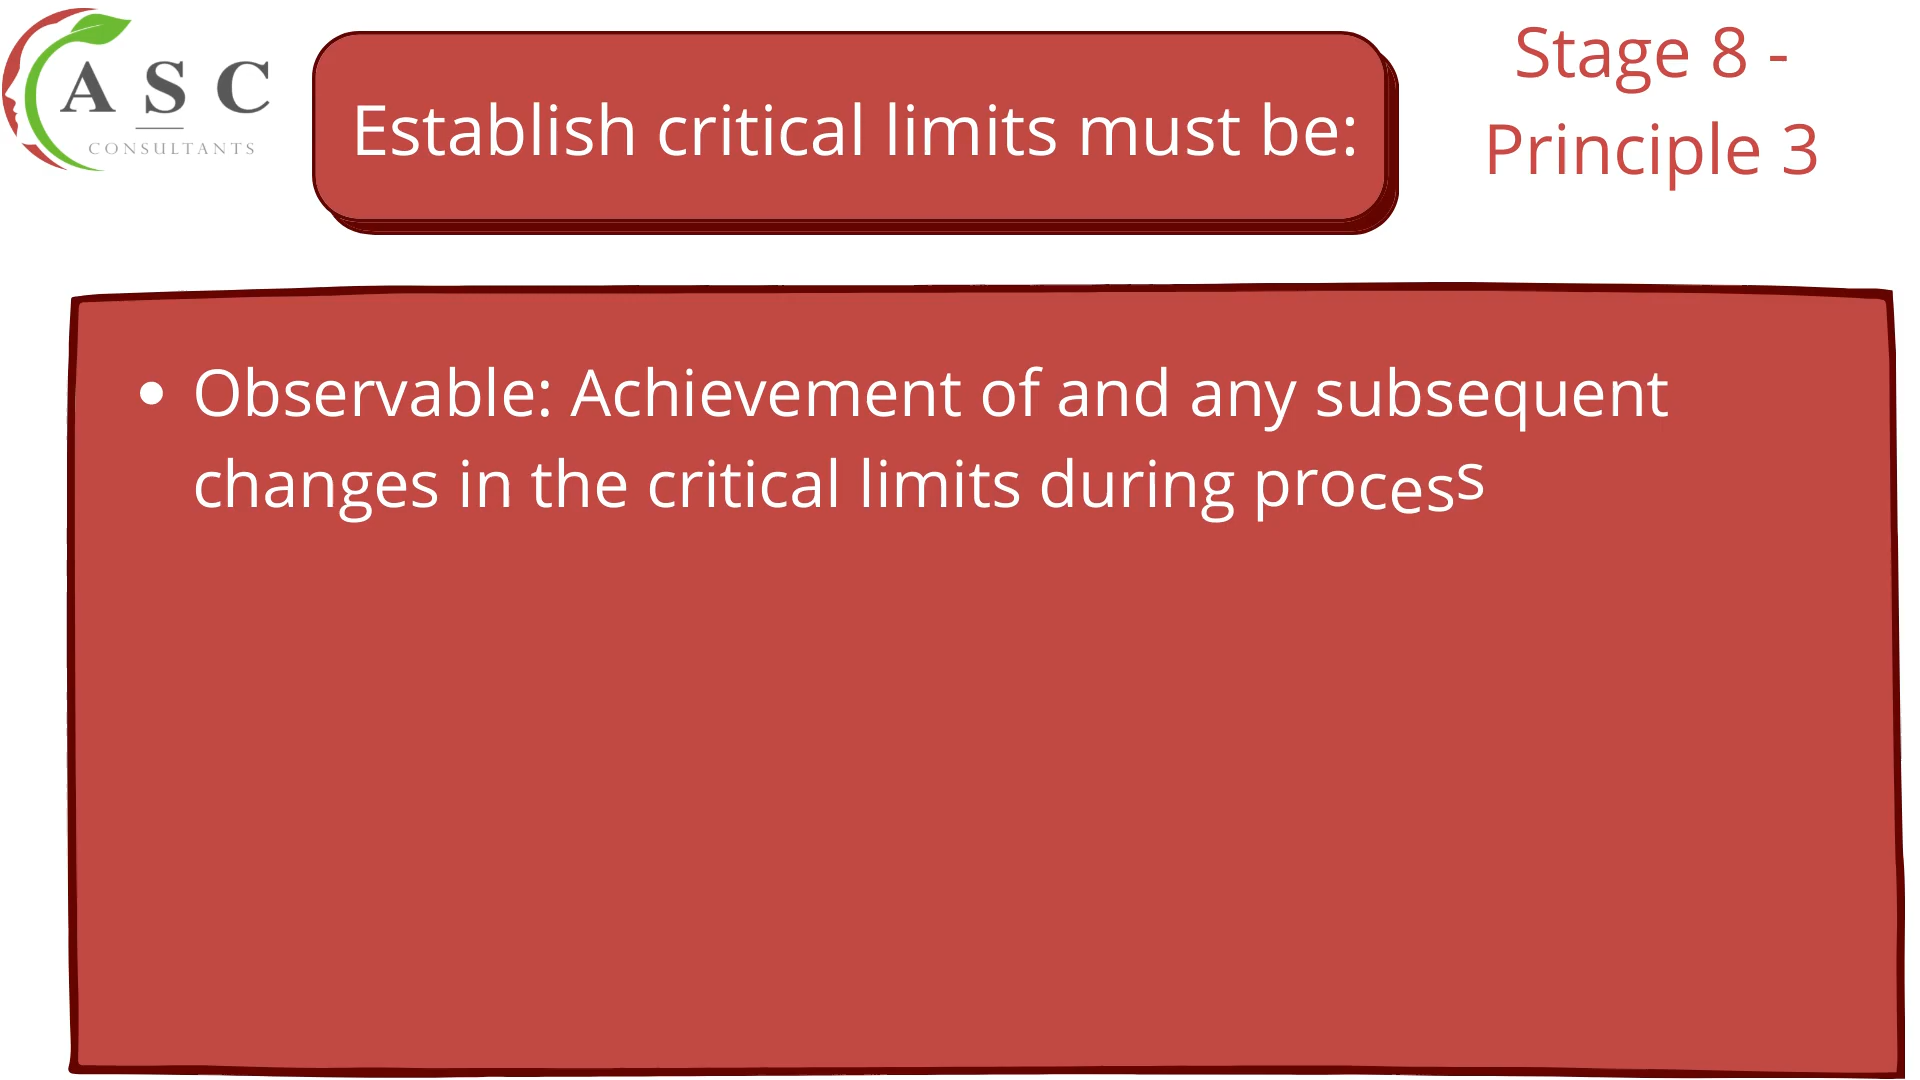 A S C
CONSULTANTS
Establish critical limits must be:
Stage 8 -
Principle 3
• Observable: Achievement of and any subsequent
changes in the critical limits during process